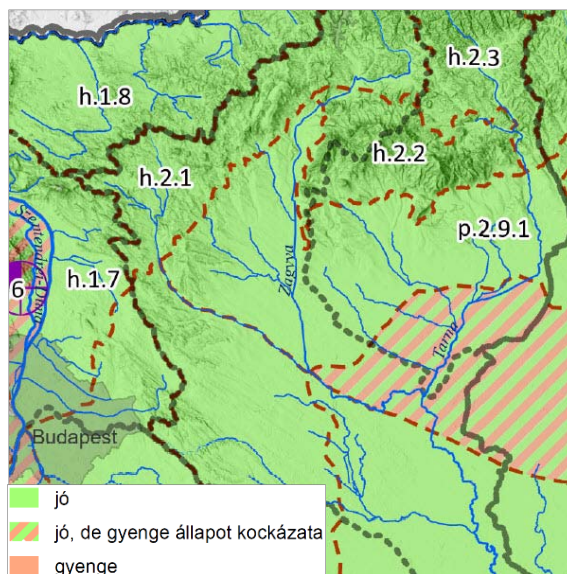 h.2.3
h.1.8
h.2.2
h.2.1
p.2.9.1
h.1.7
Zagyva
6
Tarna
Budapest
jó
jó, de gyenge állapot kockázata
gyenge